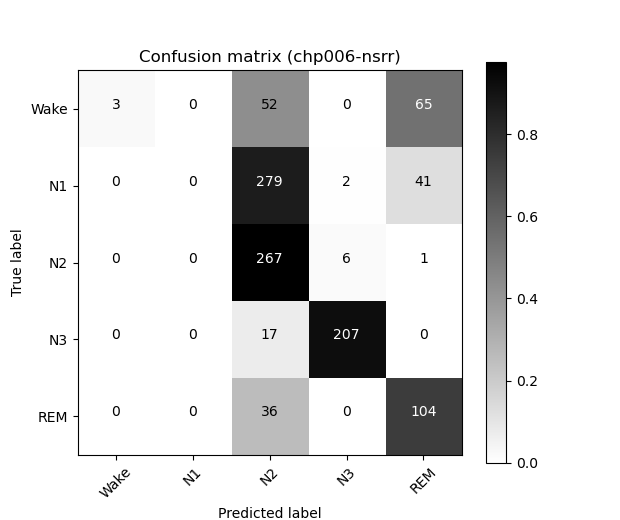 Confusion matrix (chp006-nsrr)
Wake 3 0 52 0 65
N1 0 0 279 2 41
N2 0 0 267 6 1
N3 0 0 17 207 0
REM 0 0 36 0 104
Wake N1 N2 N3 REM
Predicted label
True label
0.8
0.6
0.4
0.2
0.0